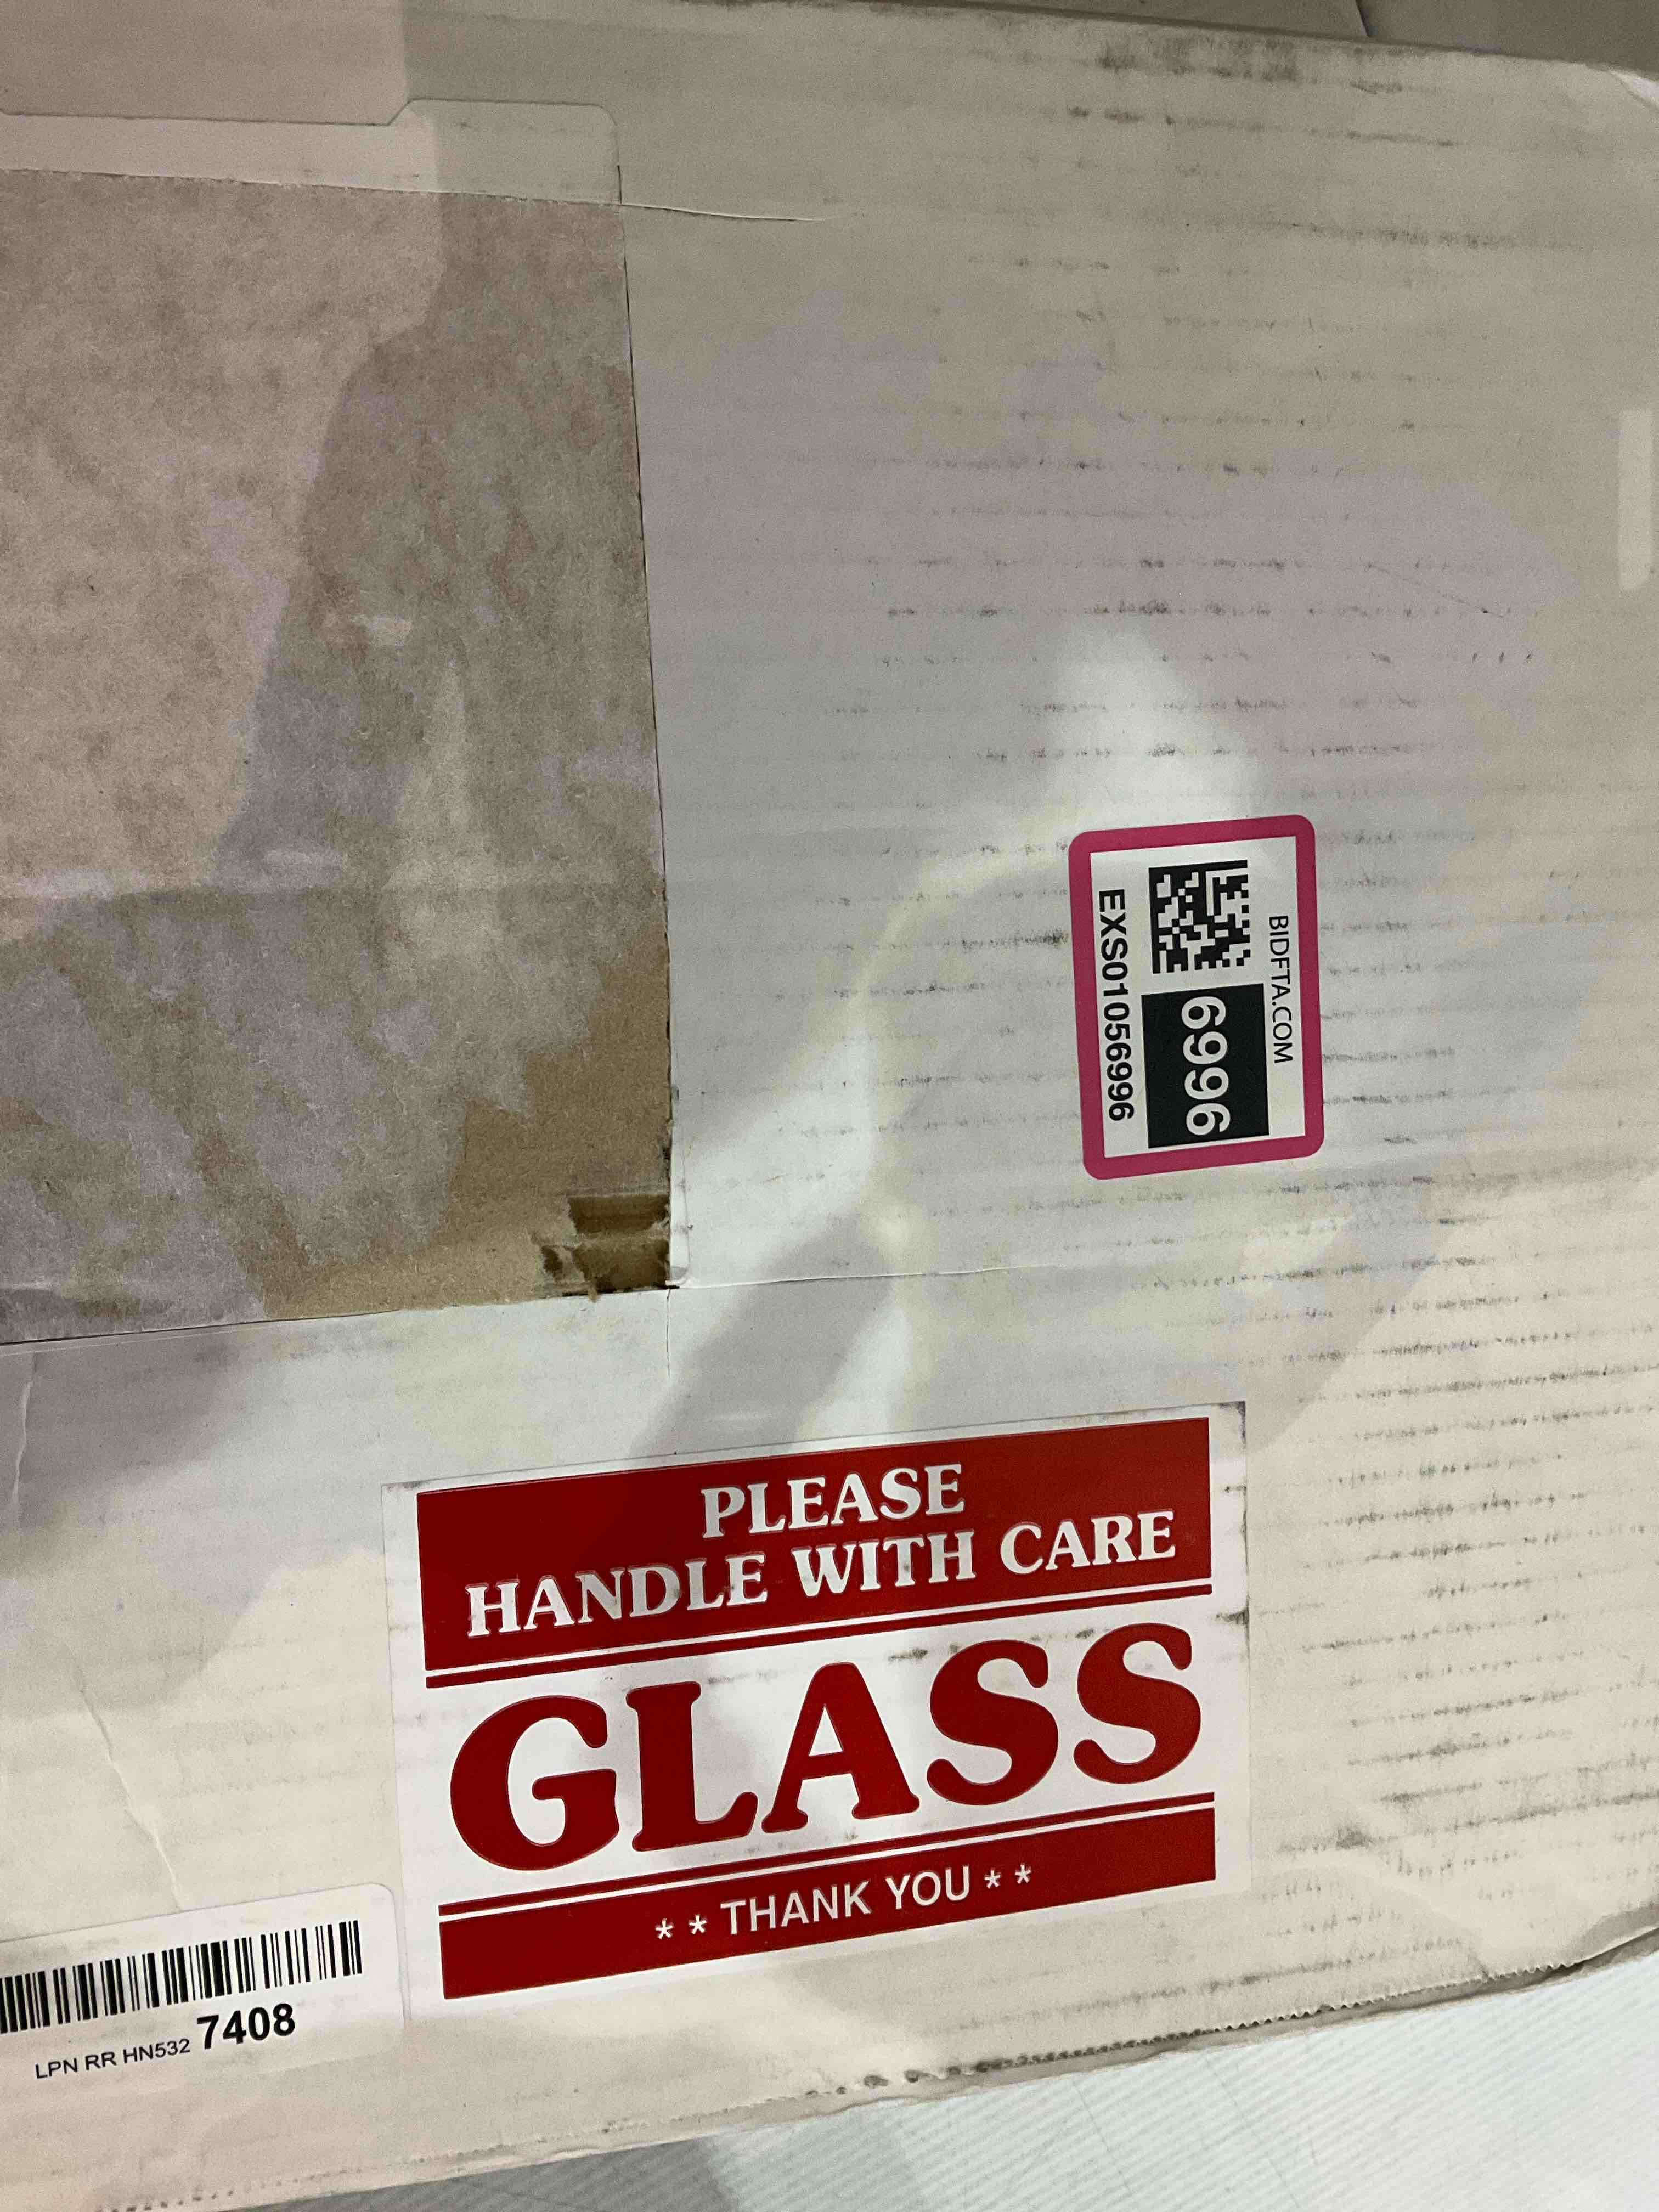 BIDFTA.COM
6996
EXS01056996
PLEASE
HANDLE WITH CARE
GLASS
* * THANK YOU * *
LPN RR HN532 7408